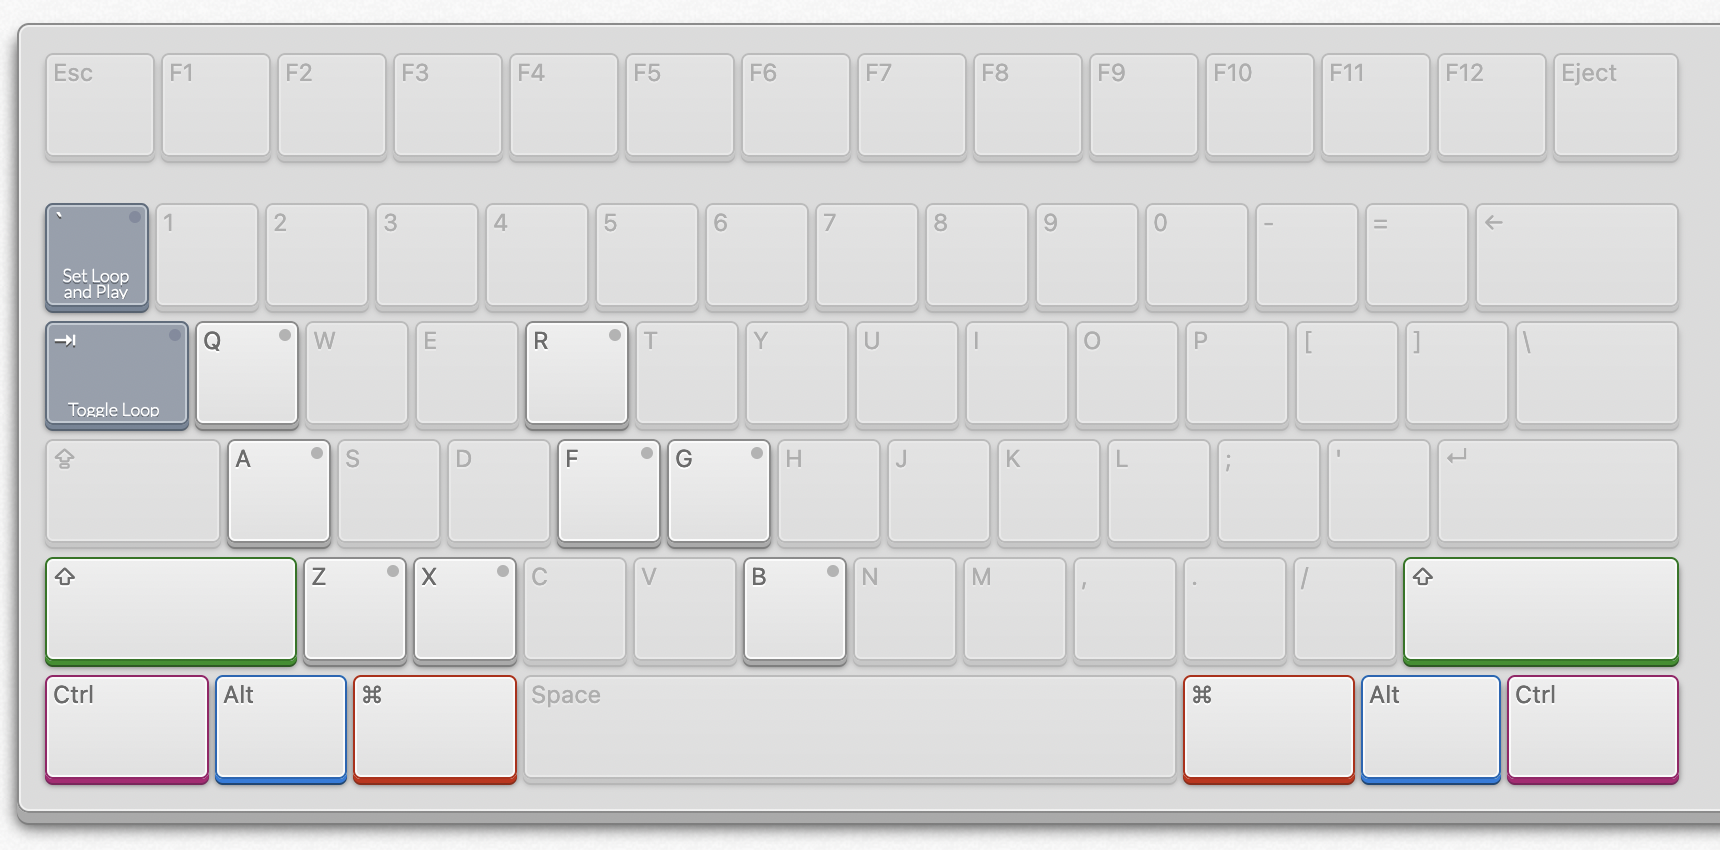 Esc F1 F2 F3 F4 F5 F6 F7 F8 F9 F10 F11 F12 Eject
` 1 2 3 4 5 6 7 8 9 0 - = ←
Set Loop
and Play
⇥ Q W E R T Y U I O P [ ] \
Toggle Loop
⇪ A S D F G H J K L ; ' ↵
⇧ Z X C V B N M , . / ⇧
Ctrl Alt ⌘ Space ⌘ Alt Ctrl